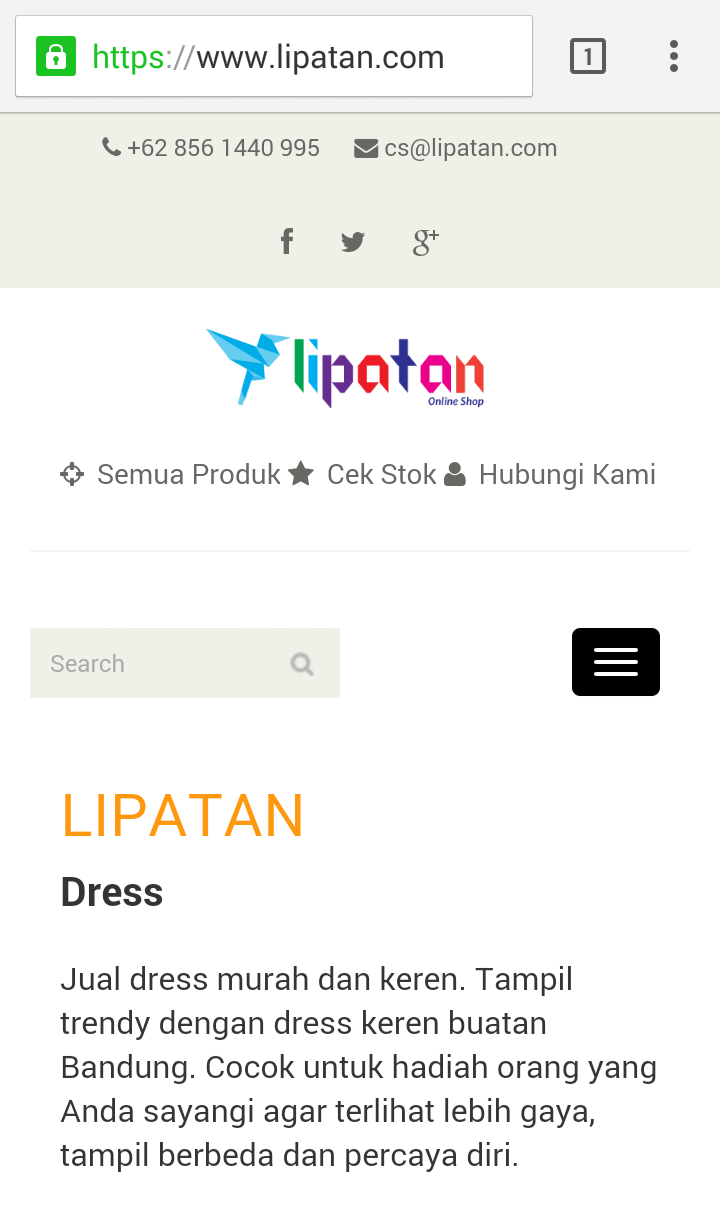 https://www.lipatan.com
1
+62 856 1440 995 cs@lipatan.com
lipatan
Online Shop
Semua Produk Cek Stok Hubungi Kami
Search
LIPATAN
Dress
Jual dress murah dan keren. Tampil
trendy dengan dress keren buatan
Bandung. Cocok untuk hadiah orang yang
Anda sayangi agar terlihat lebih gaya,
tampil berbeda dan percaya diri.